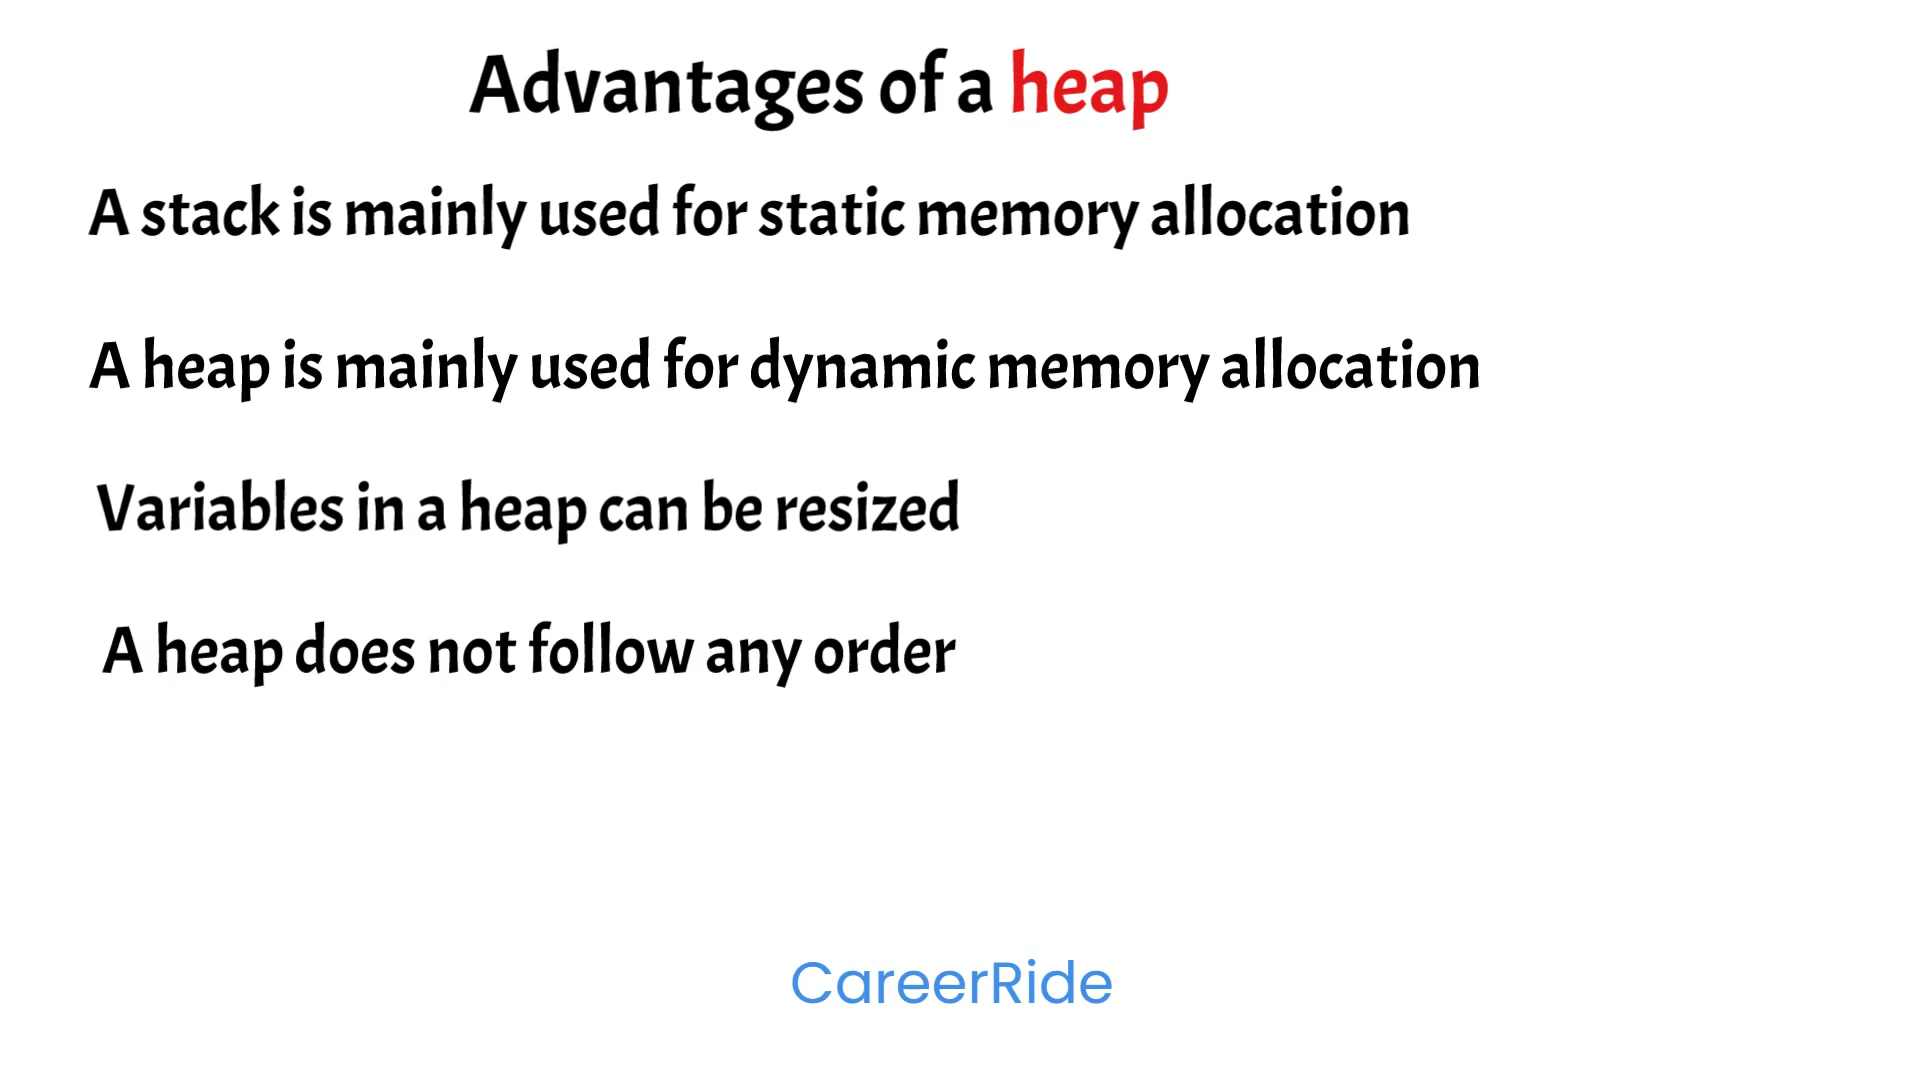 Advantages of a heap
A stack is mainly used for static memory allocation
A heap is mainly used for dynamic memory allocation
Variables in a heap can be resized
A heap does not follow any order
CareerRide